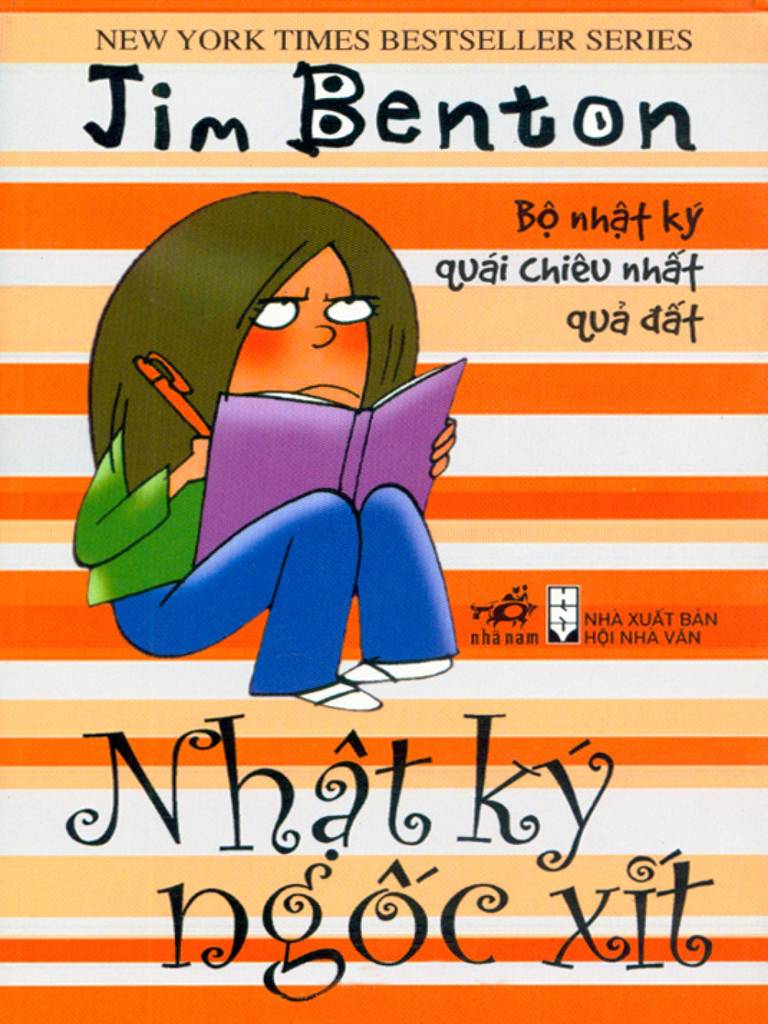 NEW YORK TIMES BESTSELLER SERIES
Jim Benton
Bộ nhật ký
quái chiêu nhất
quả đất
nhã nam
HNV
NHÀ XUẤT BẢN
HỘI NHÀ VĂN
Nhật ký
ngốc xít